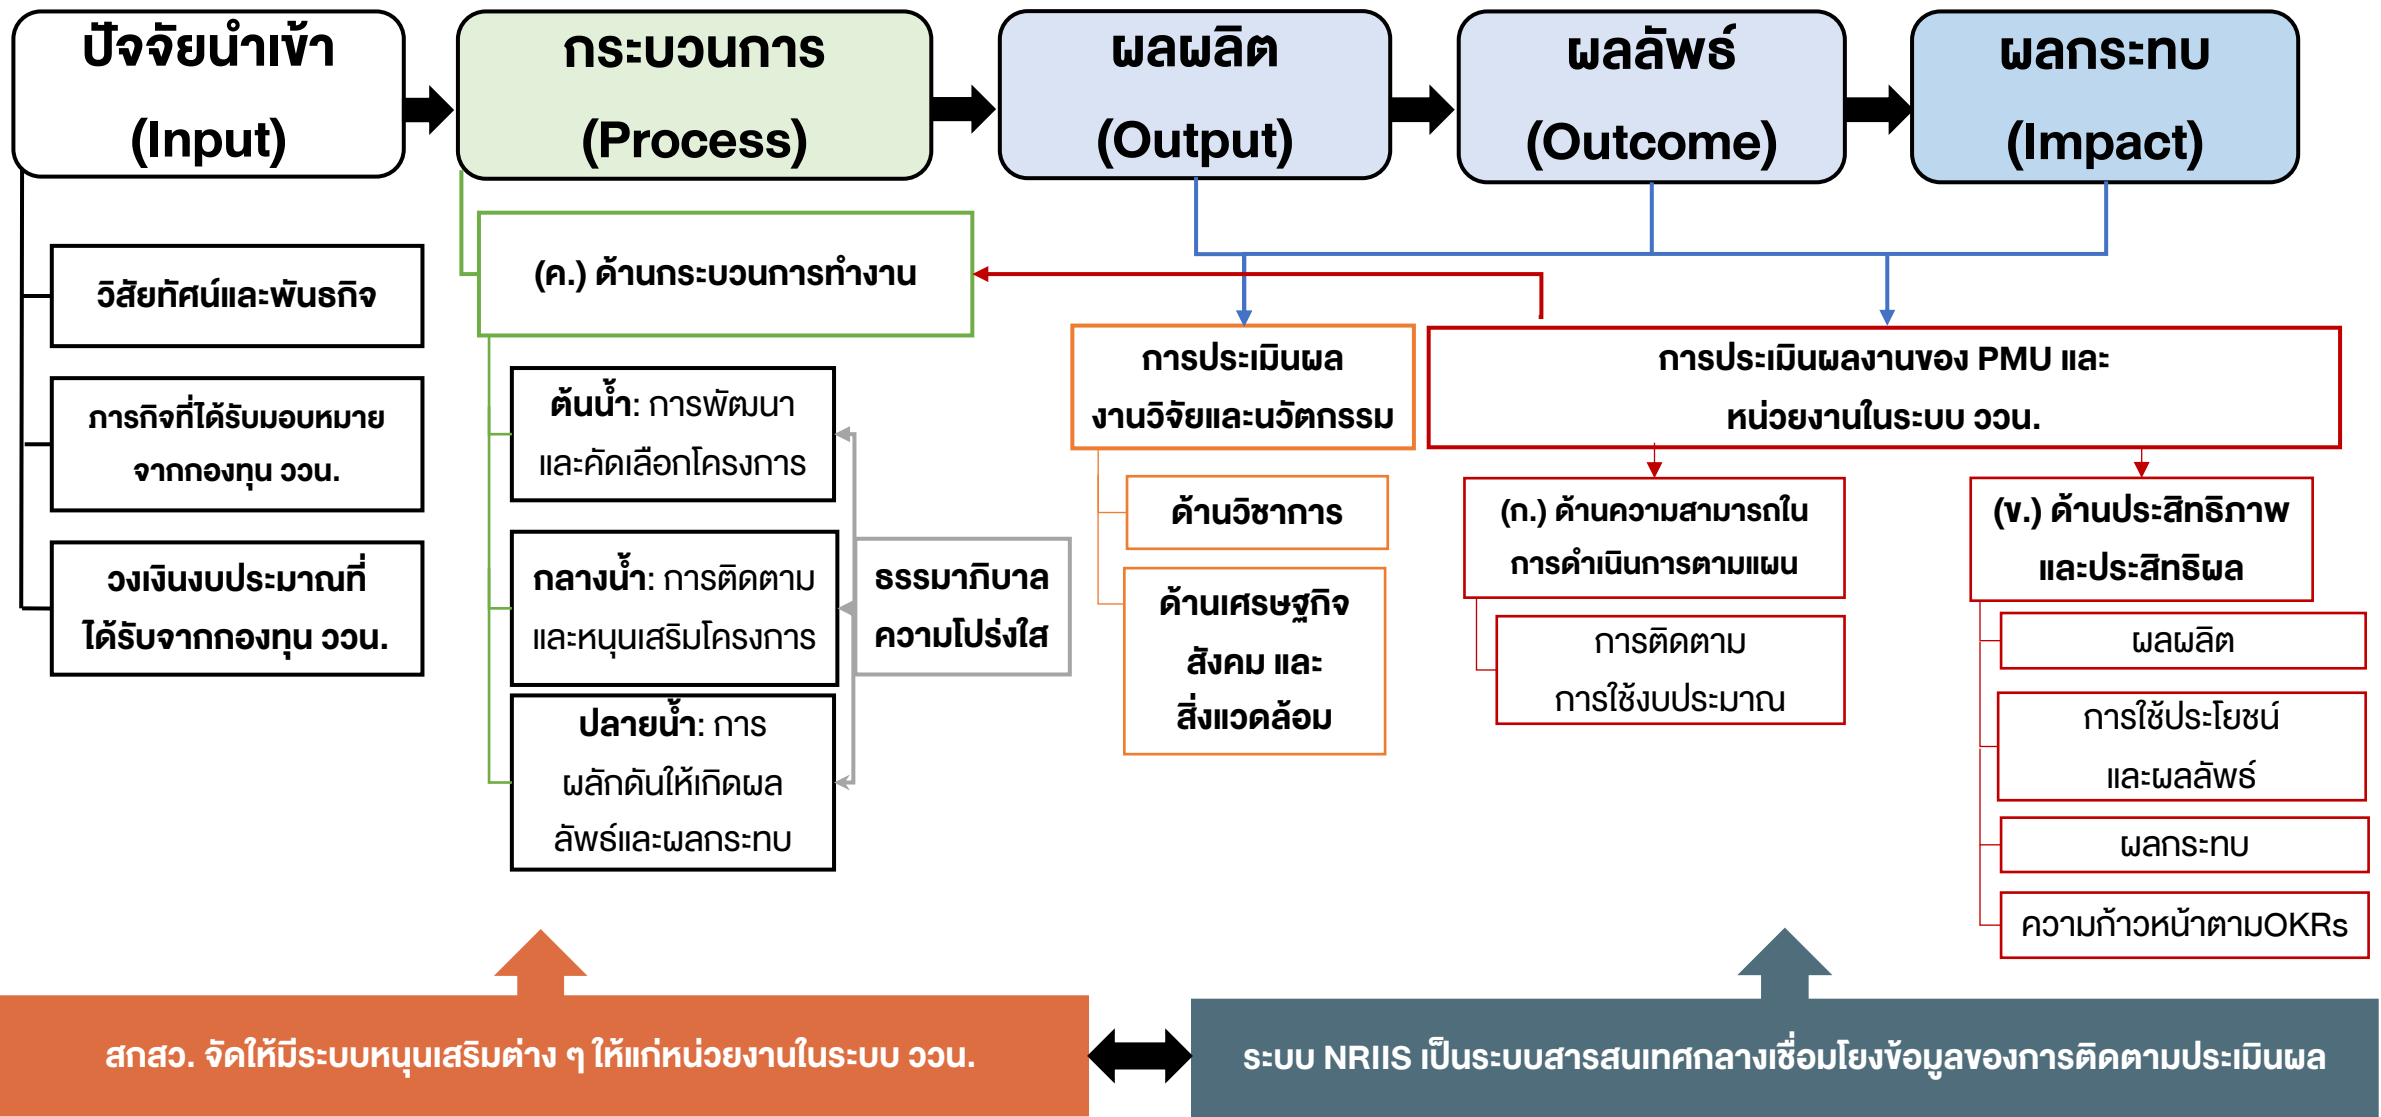 ปัจจัยนำเข้า
(Input)
กระบวนการ
(Process)
ผลผลิต
(Output)
ผลลัพธ์
(Outcome)
ผลกระทบ
(Impact)
วิสัยทัศน์และพันธกิจ
ภารกิจที่ได้รับมอบหมาย
จากกองทุน ววน.
วงเงินงบประมาณที่
ได้รับจากกองทุน ววน.
(ค.) ด้านกระบวนการทำงาน
ต้นน้ำ: การพัฒนา
และคัดเลือกโครงการ
กลางน้ำ: การติดตาม
และหนุนเสริมโครงการ
ปลายน้ำ: การ
ผลักดันให้เกิดผล
ลัพธ์และผลกระทบ
ธรรมาภิบาล
ความโปร่งใส
การประเมินผล
งานวิจัยและนวัตกรรม
ด้านวิชาการ
ด้านเศรษฐกิจ
สังคม และ
สิ่งแวดล้อม
การประเมินผลงานของ PMU และ
หน่วยงานในระบบ ววน.
(ก.) ด้านความสามารถใน
การดำเนินการตามแผน
การติดตาม
การใช้งบประมาณ
(ข.) ด้านประสิทธิภาพ
และประสิทธิผล
ผลผลิต
การใช้ประโยชน์
และผลลัพธ์
ผลกระทบ
ความก้าวหน้าตามOKRs
สกสว. จัดให้มีระบบหนุนเสริมต่าง ๆ ให้แก่หน่วยงานในระบบ ววน.
ระบบ NRIIS เป็นระบบสารสนเทศกลางเชื่อมโยงข้อมูลของการติดตามประเมินผล